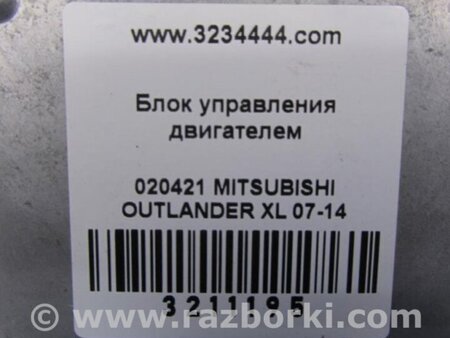 www.3234444.com
Блок управления
двигателем
020421 MITSUBISHI
OUTLANDER XL 07-14
3211195
© www.razborki.com